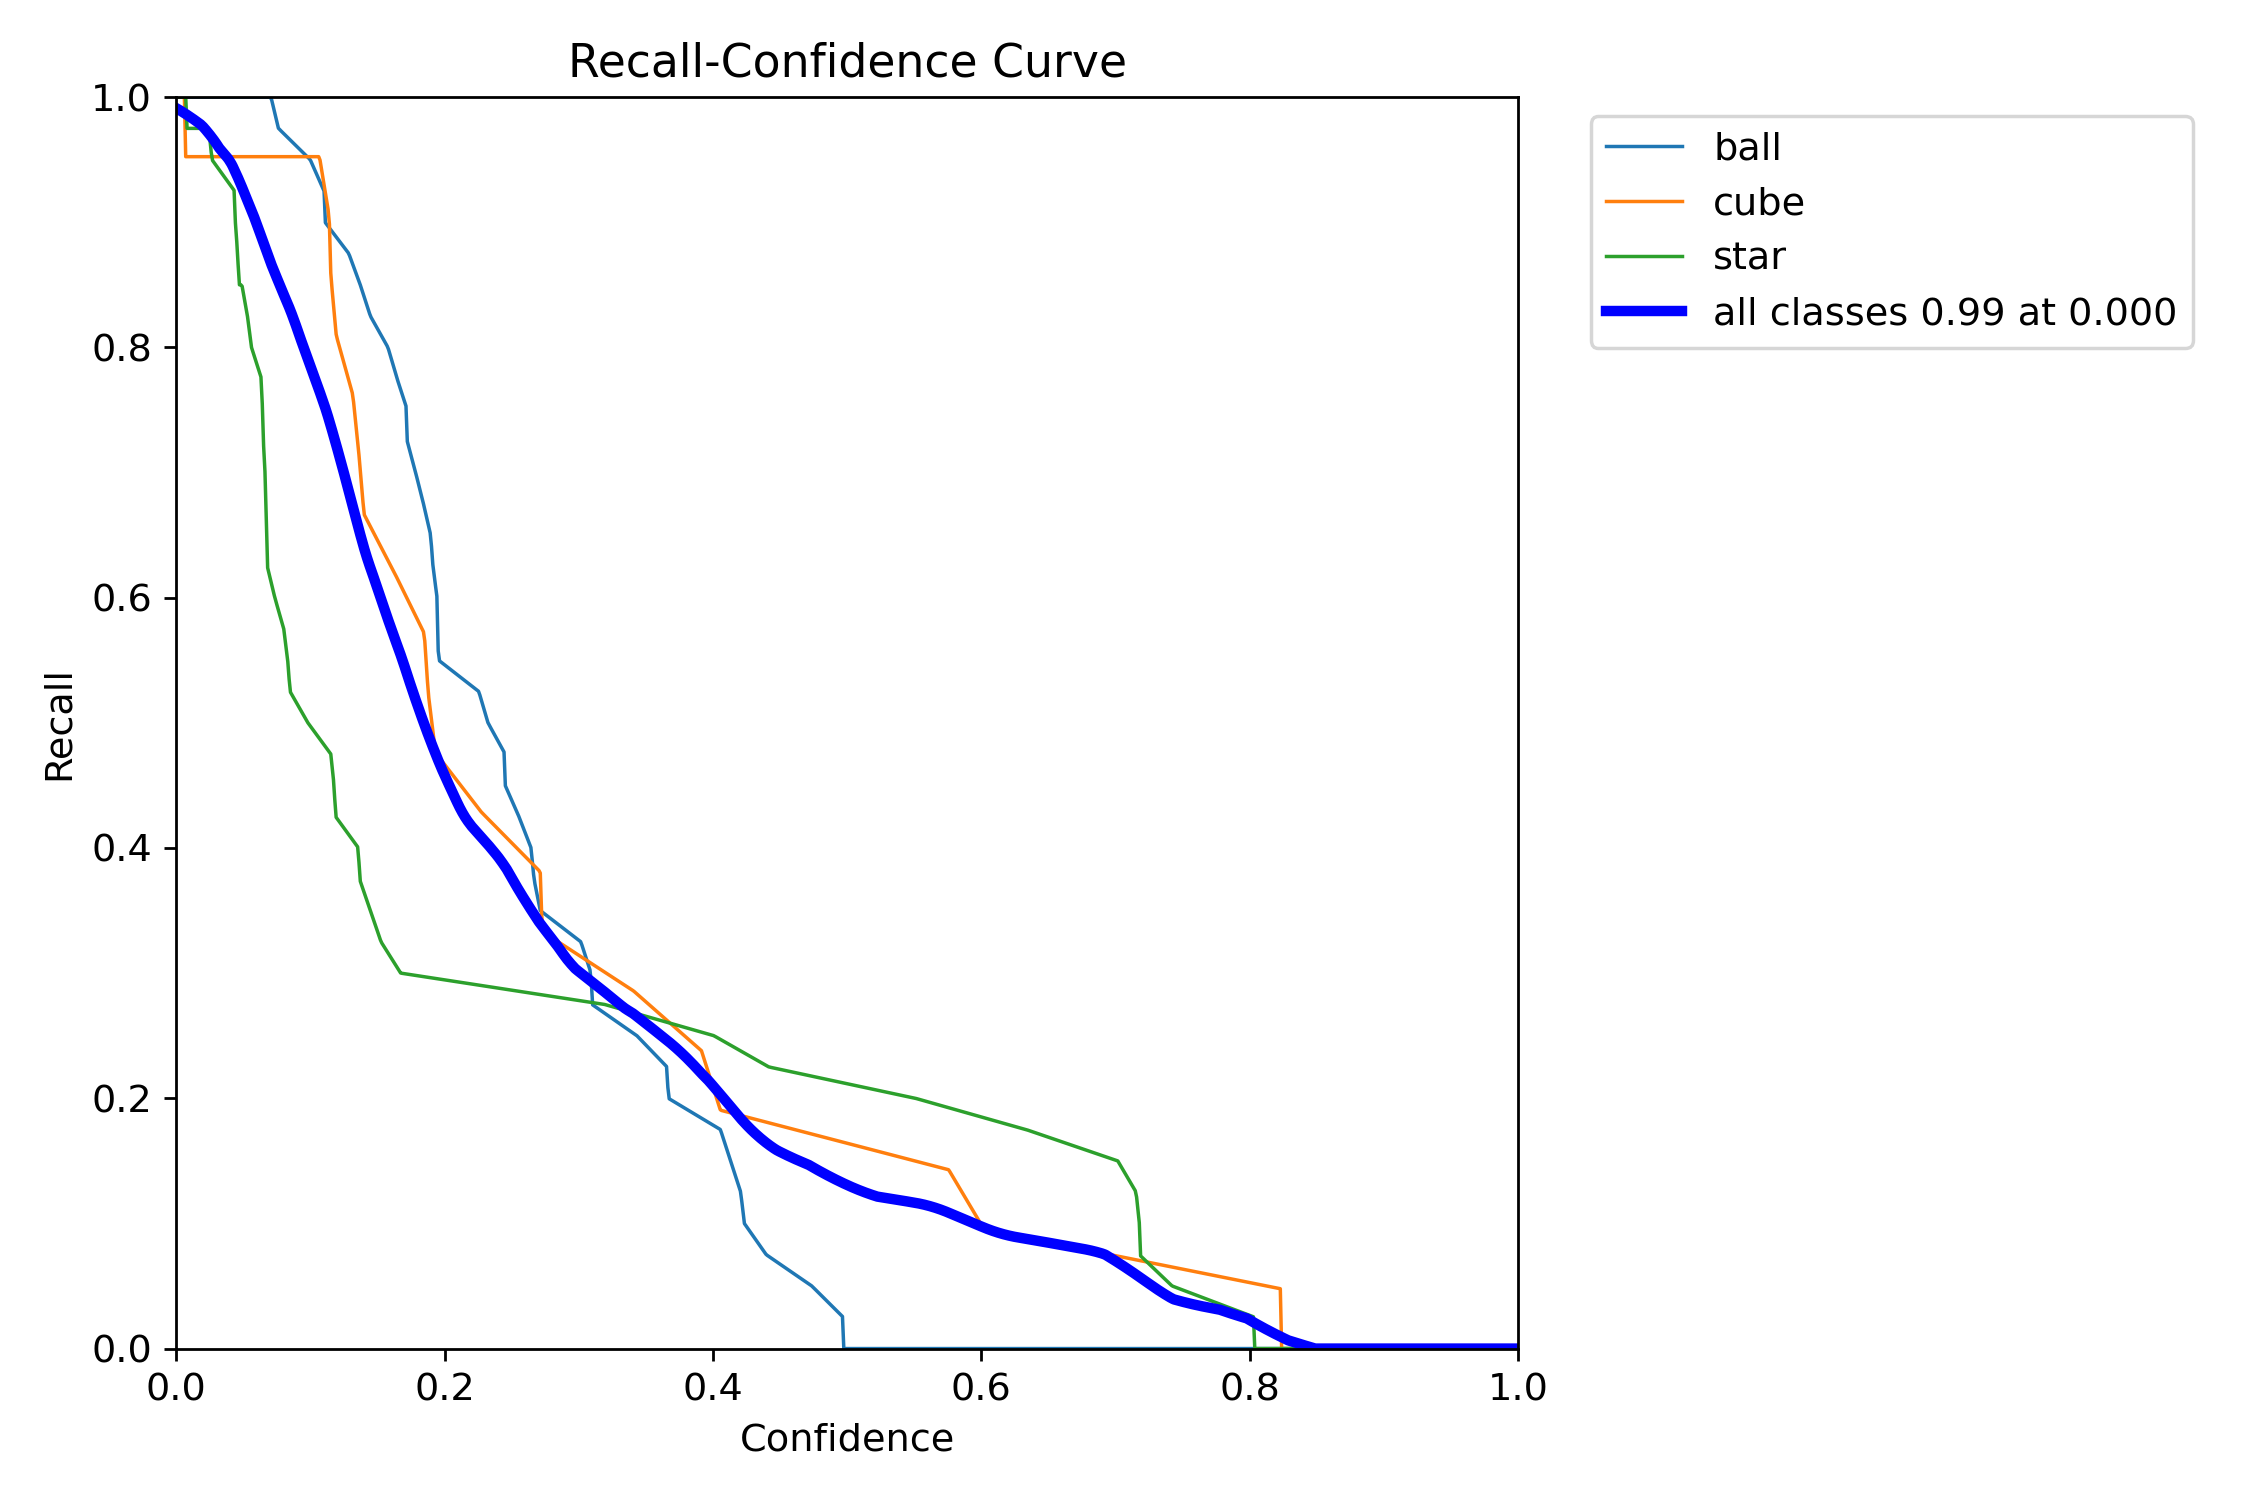 Recall-Confidence Curve
1.0
0.8
0.6
0.4
0.2
0.0
Recall
0.0 0.2 0.4 0.6 0.8 1.0
Confidence
ball
cube
star
all classes 0.99 at 0.000